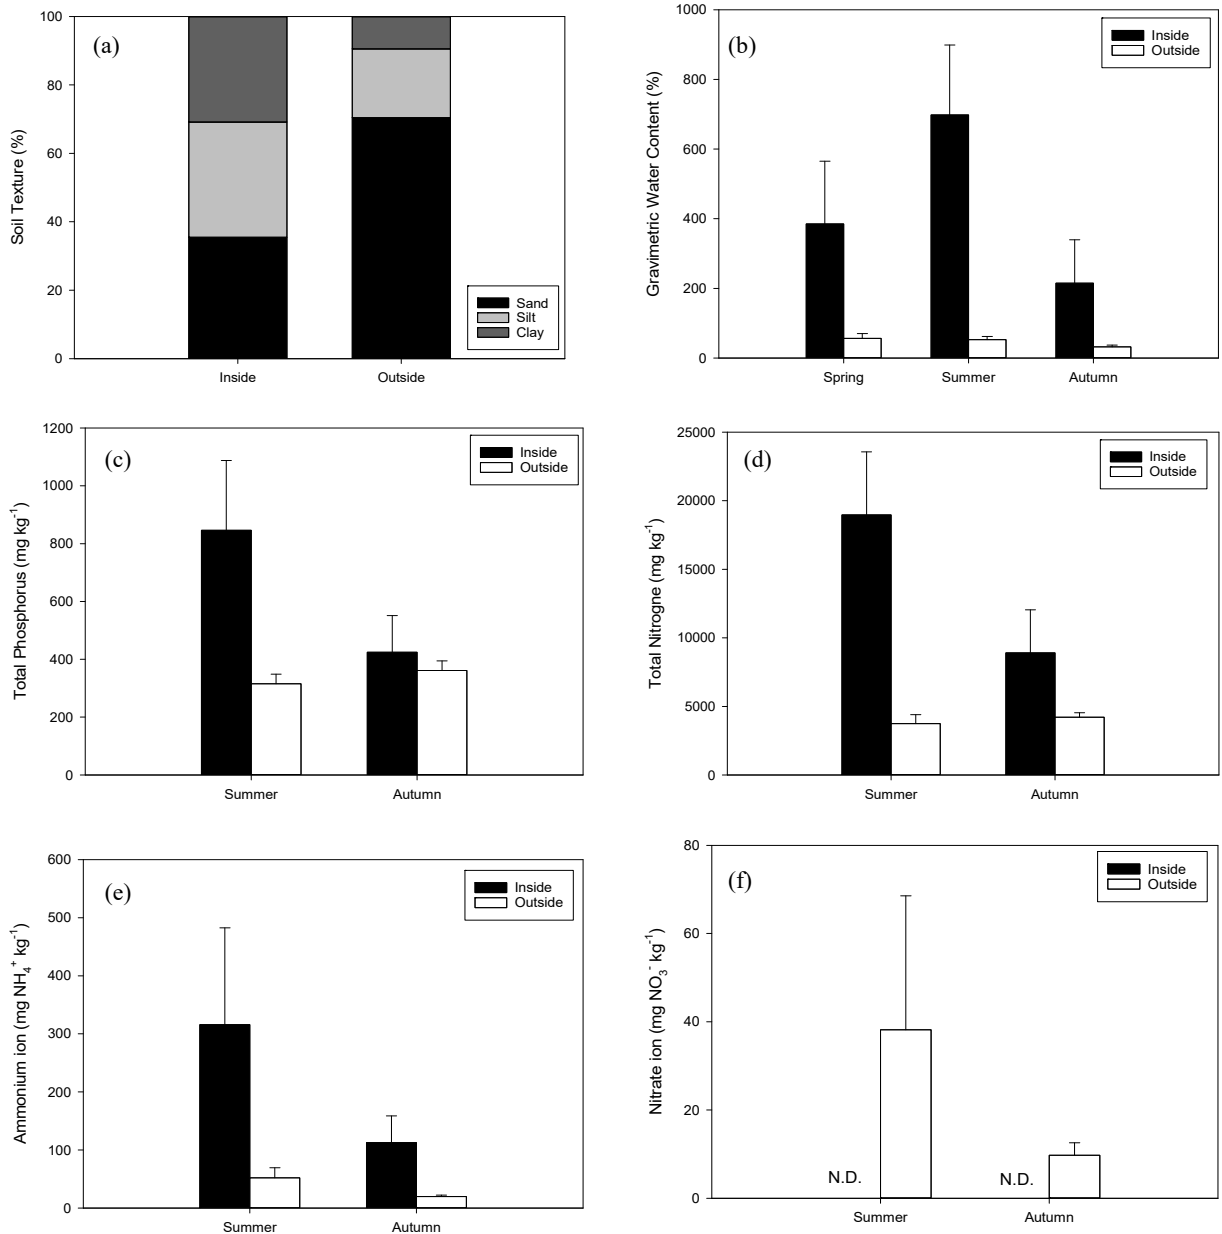 (a)
Soil Texture (%)
100
80
60
40
20
0
Sand
Silt
Clay
Inside
Outside
(b)
Gravimetric Water Content (%)
1000
800
600
400
200
0
Inside
Outside
Spring
Summer
Autumn
(c)
Total Phosphorus (mg kg⁻¹)
1200
1000
800
600
400
200
0
Inside
Outside
Summer
Autumn
(d)
Total Nitrogne (mg kg⁻¹)
25000
20000
15000
10000
5000
0
Inside
Outside
Summer
Autumn
(e)
Ammonium ion (mg NH₄⁺ kg⁻¹)
600
500
400
300
200
100
0
Inside
Outside
Summer
Autumn
(f)
Nitrate ion (mg NO₃⁻ kg⁻¹)
80
60
40
20
0
Inside
Outside
N.D.
N.D.
Summer
Autumn